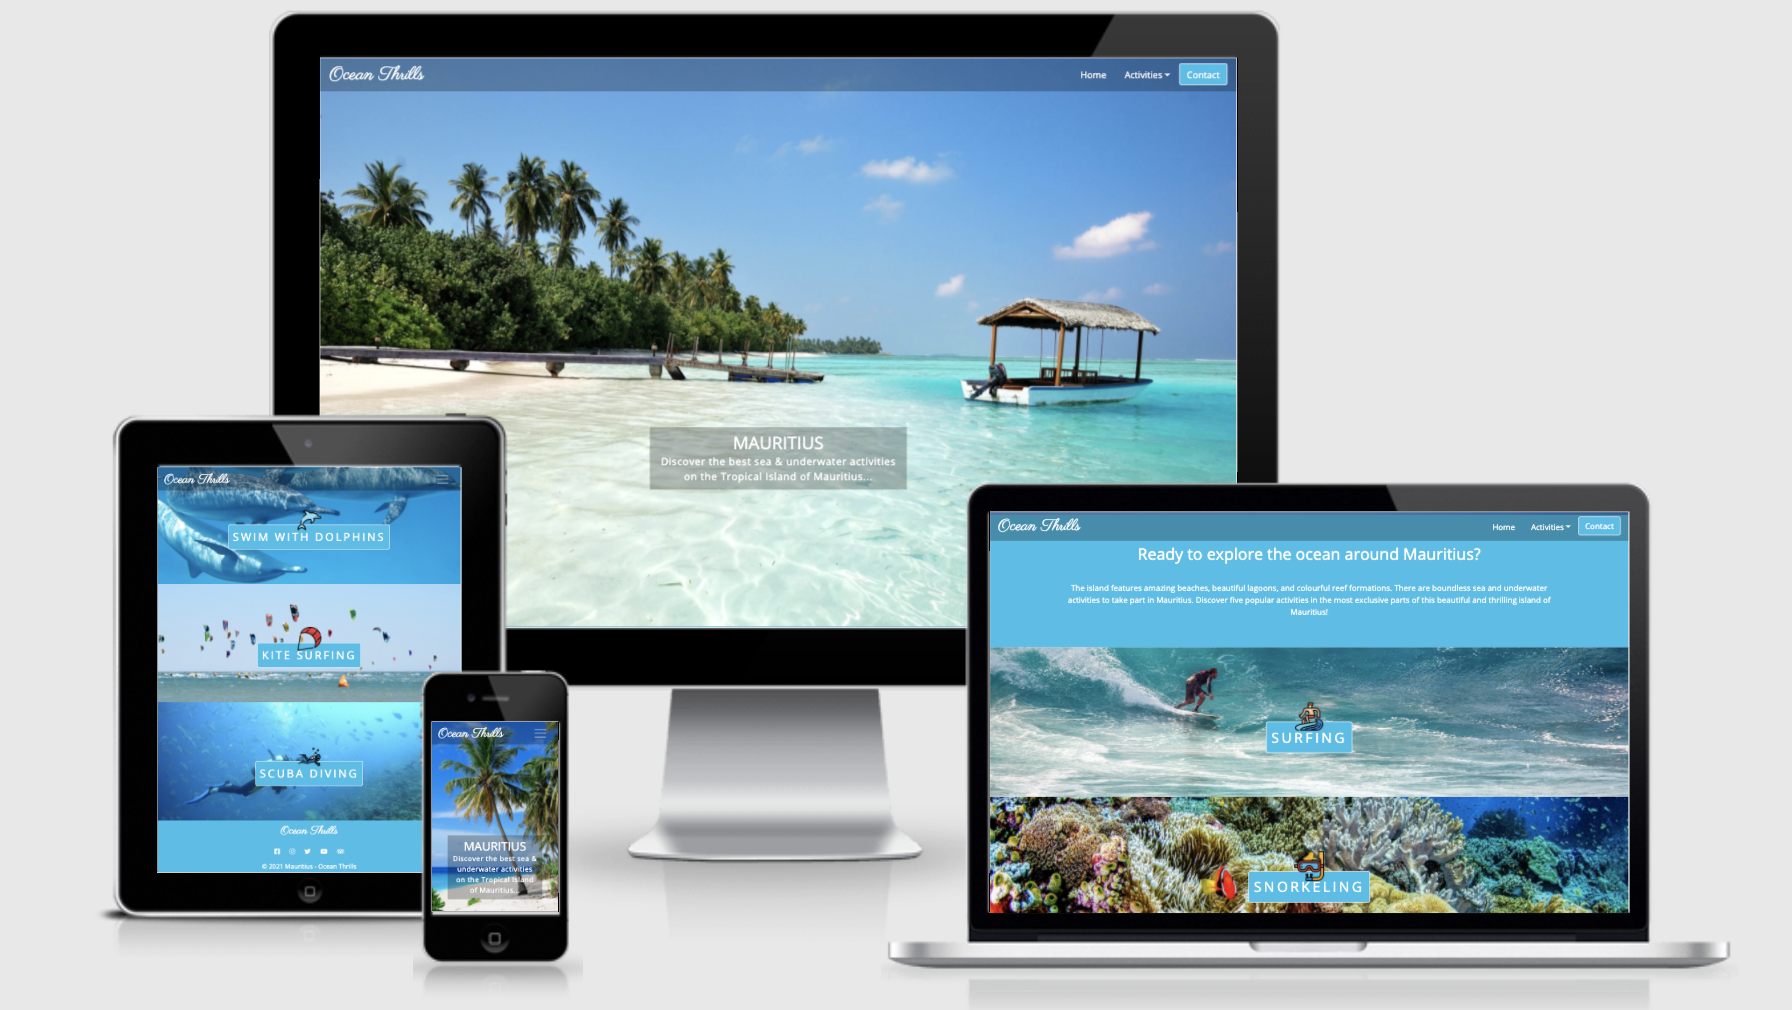 Ocean Thrills
Home
Activities
Contact
MAURITIUS
Discover the best sea & underwater activities
on the Tropical Island of Mauritius...
Ocean Thrills
SWIM WITH DOLPHINS
KITE SURFING
SCUBA DIVING
Ocean Thrills
© 2021 Mauritius - Ocean Thrills
Ocean Thrills
MAURITIUS
Discover the best sea &
underwater activities
on the Tropical Island
of Mauritius...
Ocean Thrills
Home
Activities
Contact
Ready to explore the ocean around Mauritius?
The island features amazing beaches, beautiful lagoons, and colourful reef formations. There are boundless sea and underwater
activities to take part in Mauritius. Discover five popular activities in the most exclusive parts of this beautiful and thrilling island of
Mauritius!
SURFING
SNORKELING